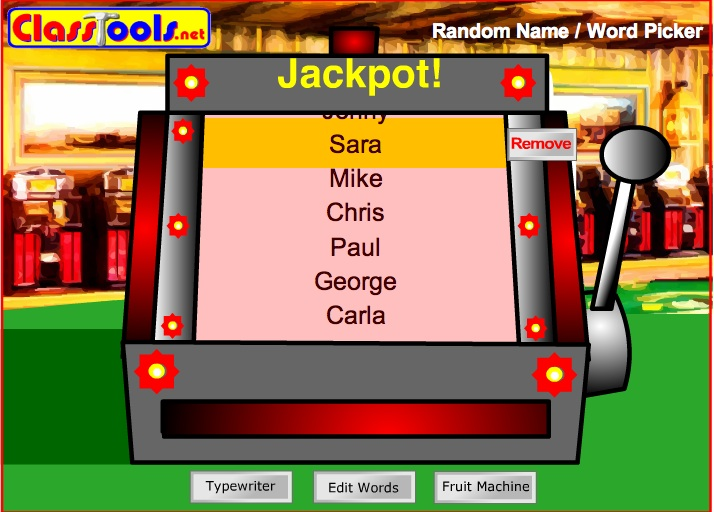 ClassTools.net
Random Name / Word Picker
Jackpot!
Jenny
Sara
Remove
Mike
Chris
Paul
George
Carla
Typewriter
Edit Words
Fruit Machine